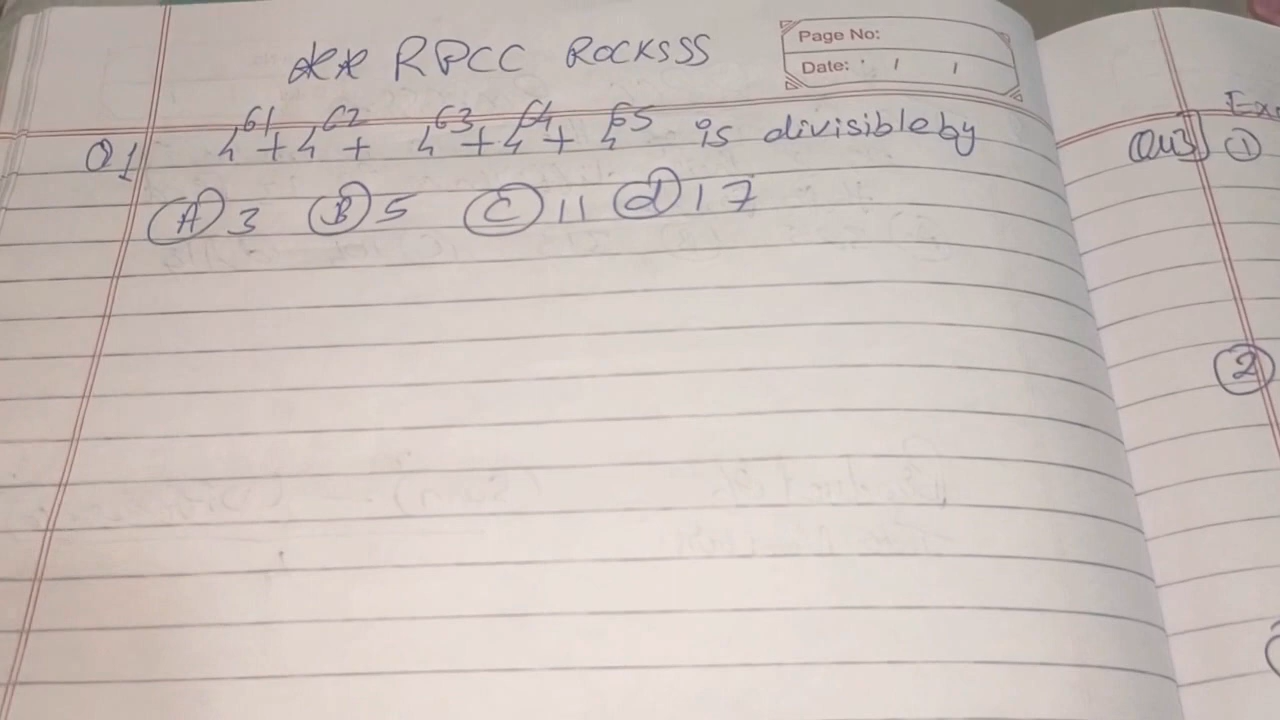 RPCC ROCKSSS
Page No:
Date: / /
Q1 4^61 + 4^62 + 4^63 + 4^64 + 4^65 is divisible by
(A) 3 (B) 5 (C) 11 (d) 17
①
②